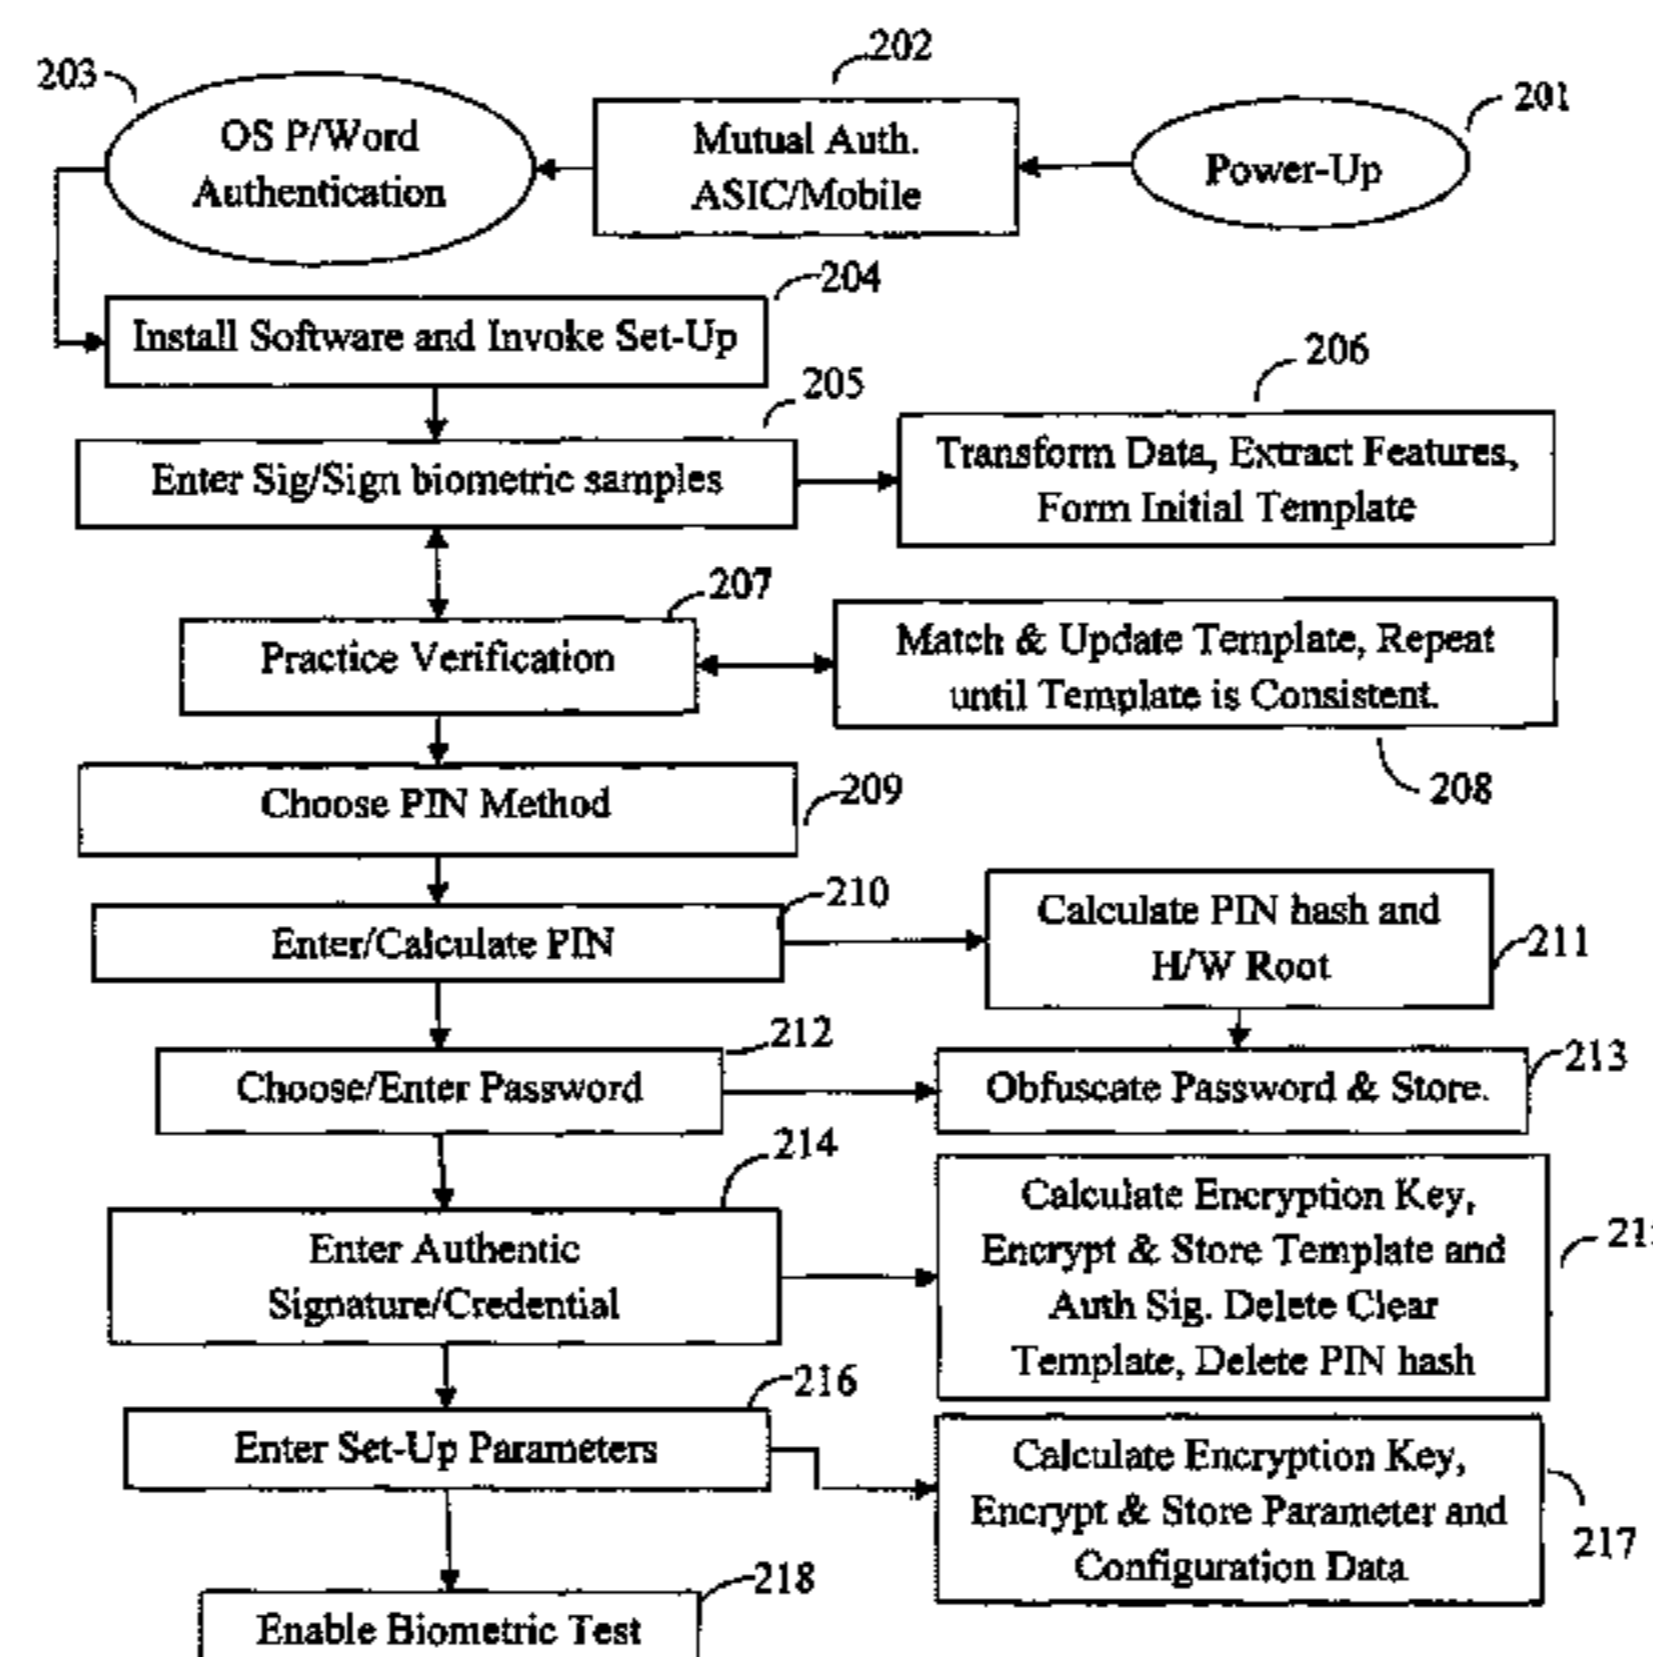 202
203
201
OS P/Word
Authentication
Mutual Auth.
ASIC/Mobile
Power-Up
204
Install Software and Invoke Set-Up
205
206
Enter Sig/Sign biometric samples
Transform Data, Extract Features,
Form Initial Template
207
Practice Verification
Match & Update Template, Repeat
until Template is Consistent.
208
Choose PIN Method
209
210
Enter/Calculate PIN
Calculate PIN hash and
H/W Root
211
212
Choose/Enter Password
Obfuscate Password & Store.
213
214
Enter Authentic
Signature/Credential
Calculate Encryption Key,
Encrypt & Store Template and
Auth Sig. Delete Clear
Template, Delete PIN hash
216
Enter Set-Up Parameters
Calculate Encryption Key,
Encrypt & Store Parameter and
Configuration Data
217
218
Enable Biometric Test